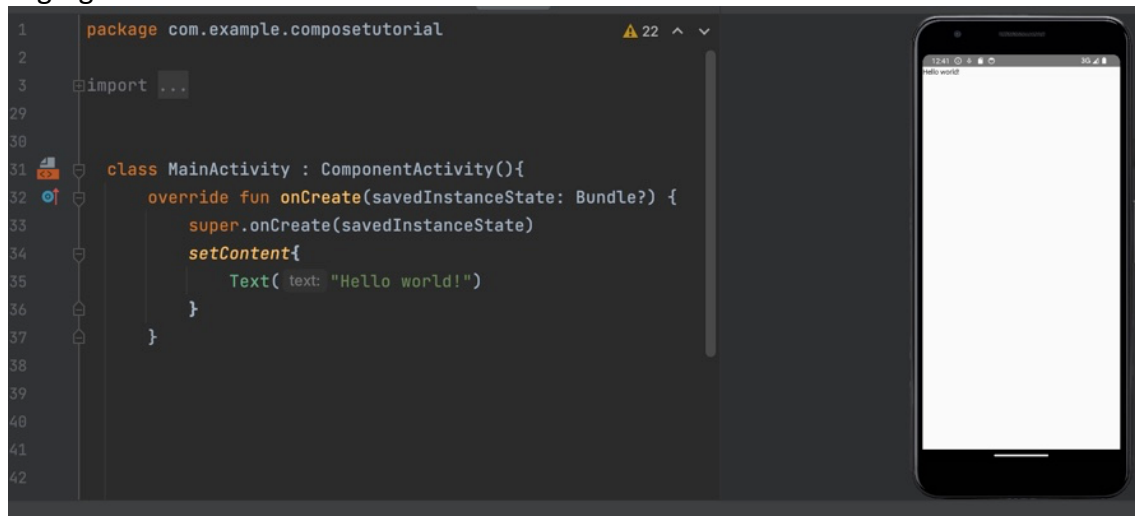 1 package com.example.composetutorial 22
2
3 import ...
29
30
31 class MainActivity : ComponentActivity(){
32 override fun onCreate(savedInstanceState: Bundle?) {
33 super.onCreate(savedInstanceState)
34 setContent{
35 Text( text: "Hello world!")
36 }
37 }
38
39
40
41
42
12:41 3G
Hello world!